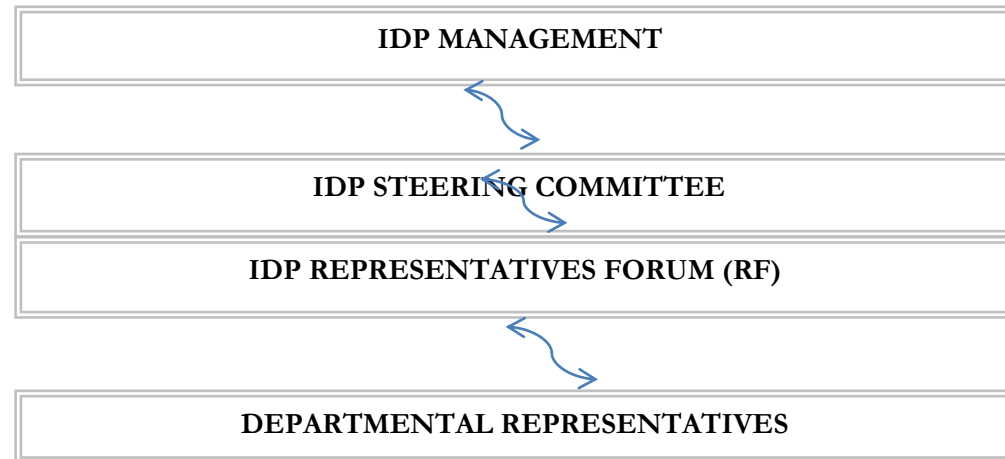 IDP MANAGEMENT
IDP STEERING COMMITTEE
IDP REPRESENTATIVES FORUM (RF)
DEPARTMENTAL REPRESENTATIVES